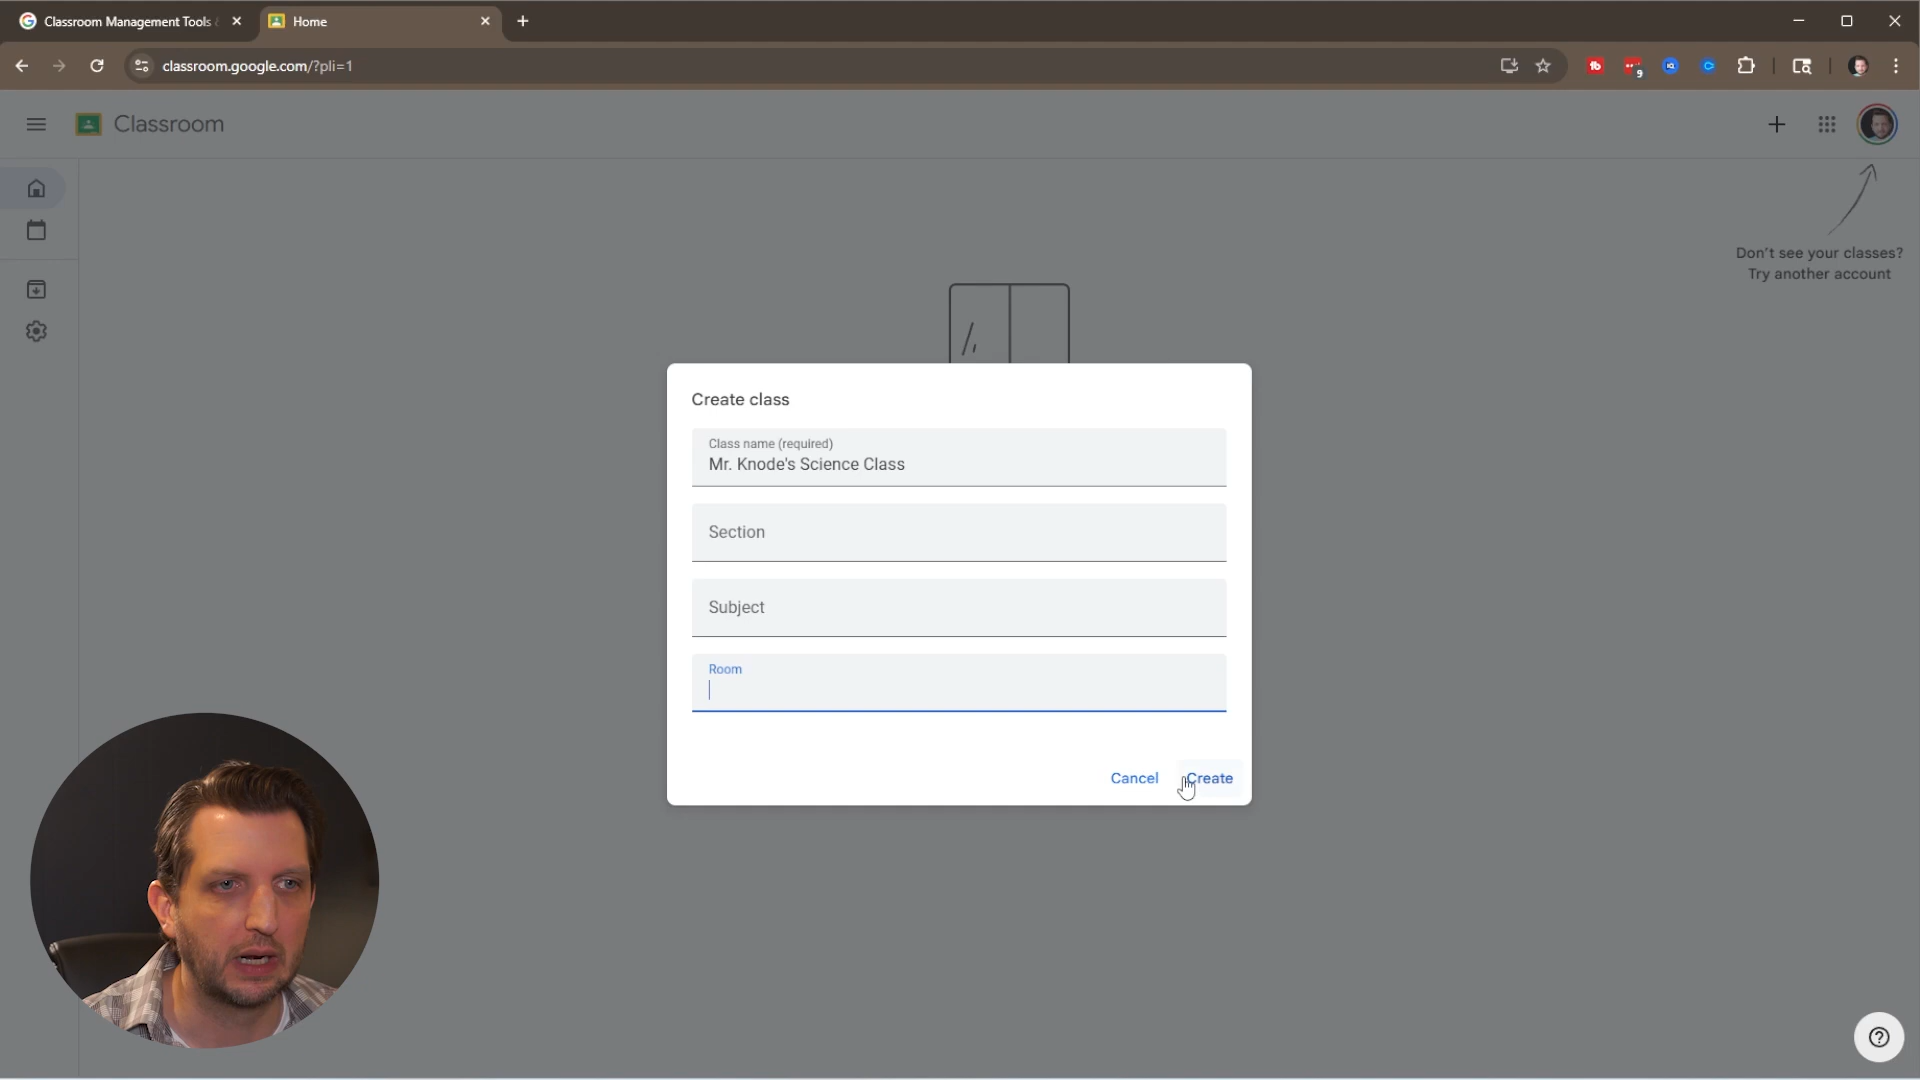 Classroom Management Tools
Home
classroom.google.com/?pli=1
9
Classroom
Don't see your classes?
Try another account
Create class
Class name (required)
Mr. Knode's Science Class
Section
Subject
Room
Cancel
Create